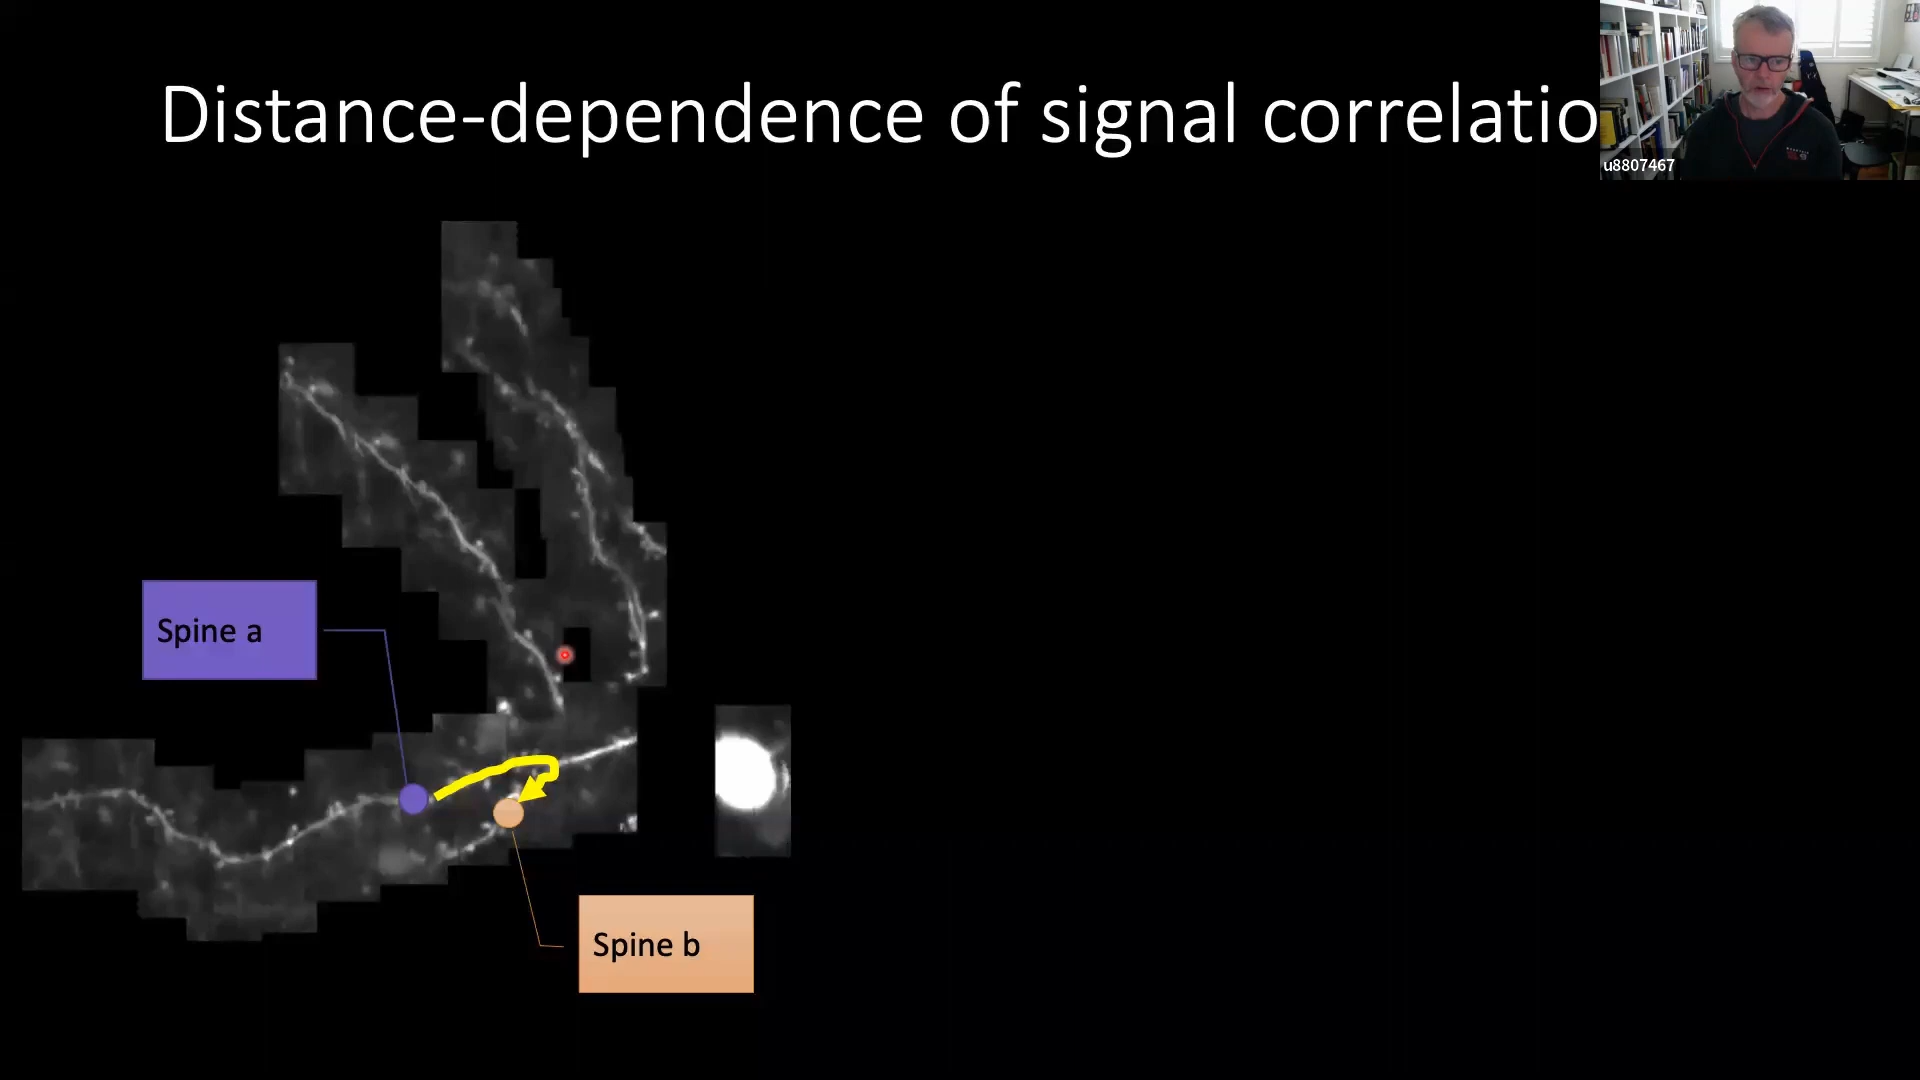 Distance-dependence of signal correlatio
u8807467
Spine a
Spine b